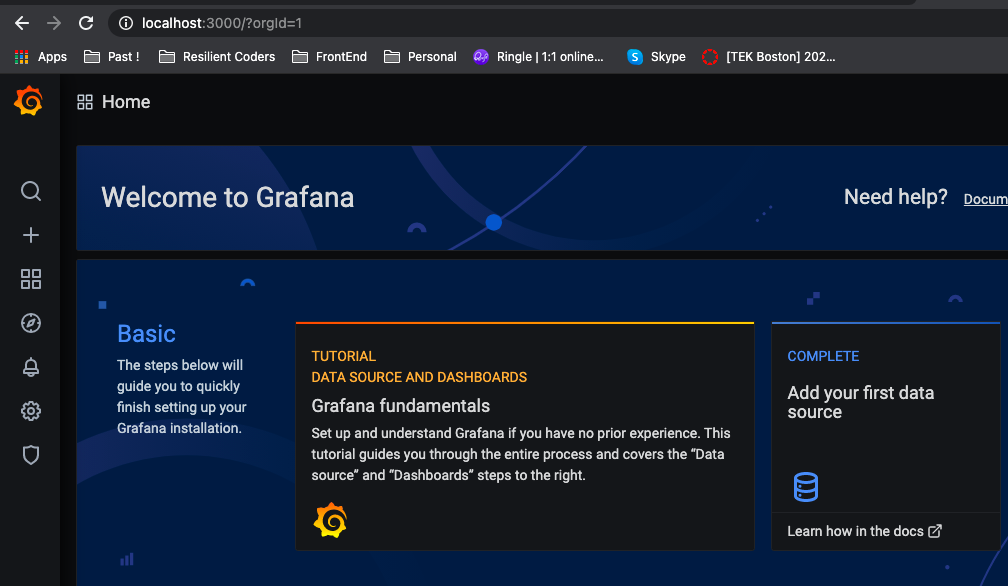 localhost:3000/?orgId=1
Apps Past ! Resilient Coders FrontEnd Personal Ringle | 1:1 online... Skype [TEK Boston] 202...
Home
Welcome to Grafana
Need help?
Basic
The steps below will
guide you to quickly
finish setting up your
Grafana installation.
TUTORIAL
DATA SOURCE AND DASHBOARDS
Grafana fundamentals
Set up and understand Grafana if you have no prior experience. This
tutorial guides you through the entire process and covers the “Data
source” and “Dashboards” steps to the right.
COMPLETE
Add your first data
source
Learn how in the docs